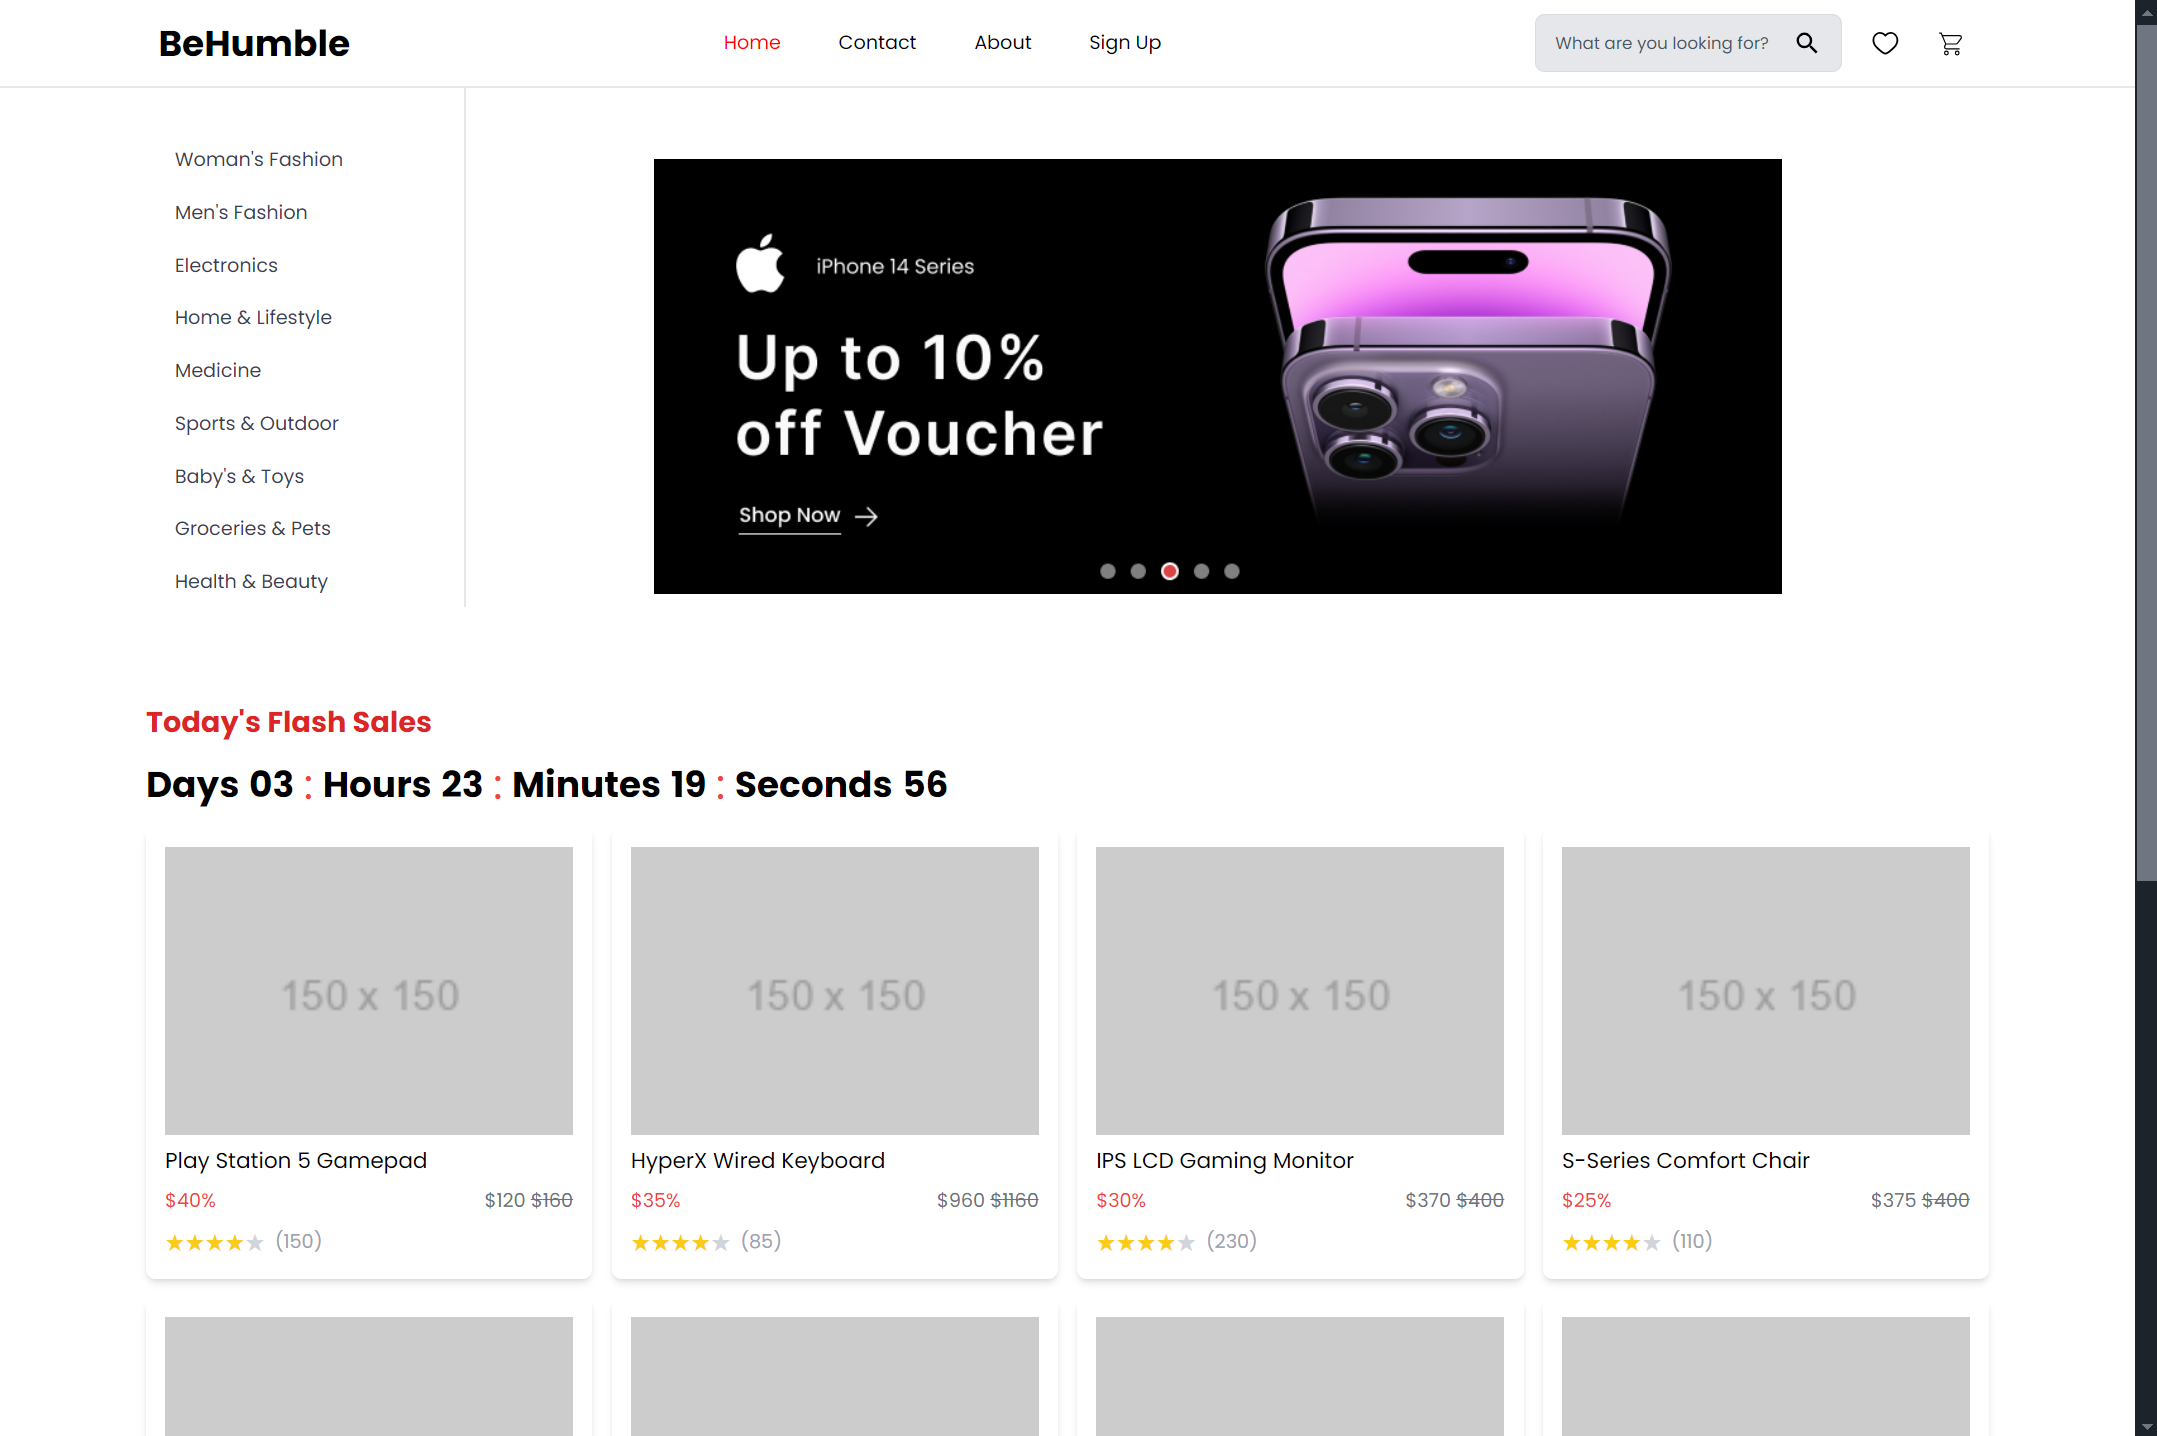 BeHumble
Home
Contact
About
Sign Up
What are you looking for?
Woman's Fashion
Men's Fashion
Electronics
Home & Lifestyle
Medicine
Sports & Outdoor
Baby's & Toys
Groceries & Pets
Health & Beauty
iPhone 14 Series
Up to 10%
off Voucher
Shop Now
Today's Flash Sales
Days 03 : Hours 23 : Minutes 19 : Seconds 56
150 x 150
Play Station 5 Gamepad
$40% $120 $160
(150)
150 x 150
HyperX Wired Keyboard
$35% $960 $1160
(85)
150 x 150
IPS LCD Gaming Monitor
$30% $370 $400
(230)
150 x 150
S-Series Comfort Chair
$25% $375 $400
(110)